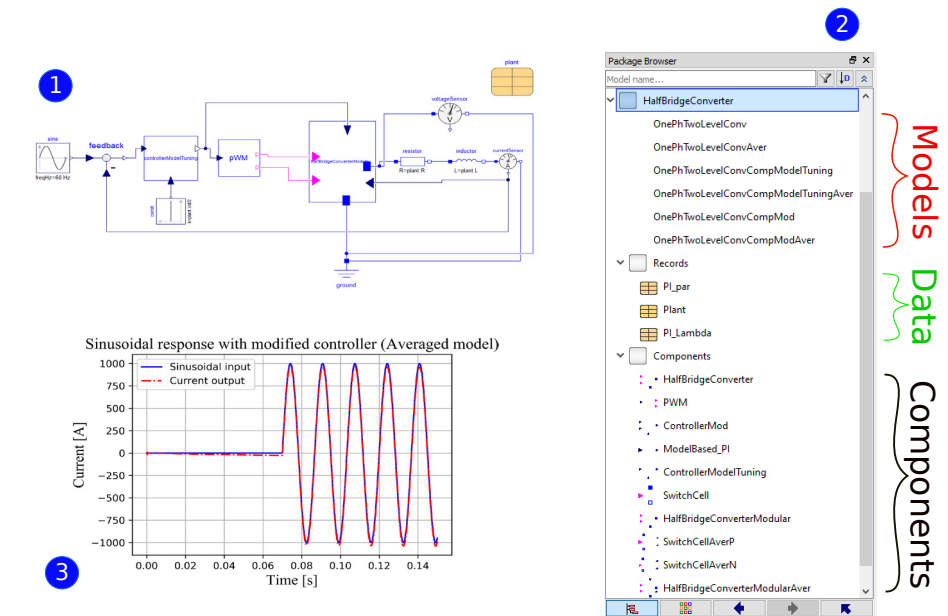 1
plant
voltageSensor
V
sine
freqHz=60 Hz
feedback
-
controllerModelTuning
const
k=plant.Vd/2
pWM
halfBridgeConverterModular
resistor
R=plant.R
inductor
L=plant.L
currentSensor
A
ground
2
Package Browser
Model name...
HalfBridgeConverter
OnePhTwoLevelConv
OnePhTwoLevelConvAver
OnePhTwoLevelConvCompModelTuning
OnePhTwoLevelConvCompModelTuningAver
OnePhTwoLevelConvCompMod
OnePhTwoLevelConvCompModAver
Records
PI_par
Plant
PI_Lambda
Components
HalfBridgeConverter
PWM
ControllerMod
ModelBased_PI
ControllerModelTuning
SwitchCell
HalfBridgeConverterModular
SwitchCellAverP
SwitchCellAverN
HalfBridgeConverterModularAver
Models
Data
Components
3
Sinusoidal response with modified controller (Averaged model)
Sinusoidal input
Current output
Current [A]
1000
750
500
250
0
−250
−500
−750
−1000
0.00 0.02 0.04 0.06 0.08 0.10 0.12 0.14
Time [s]